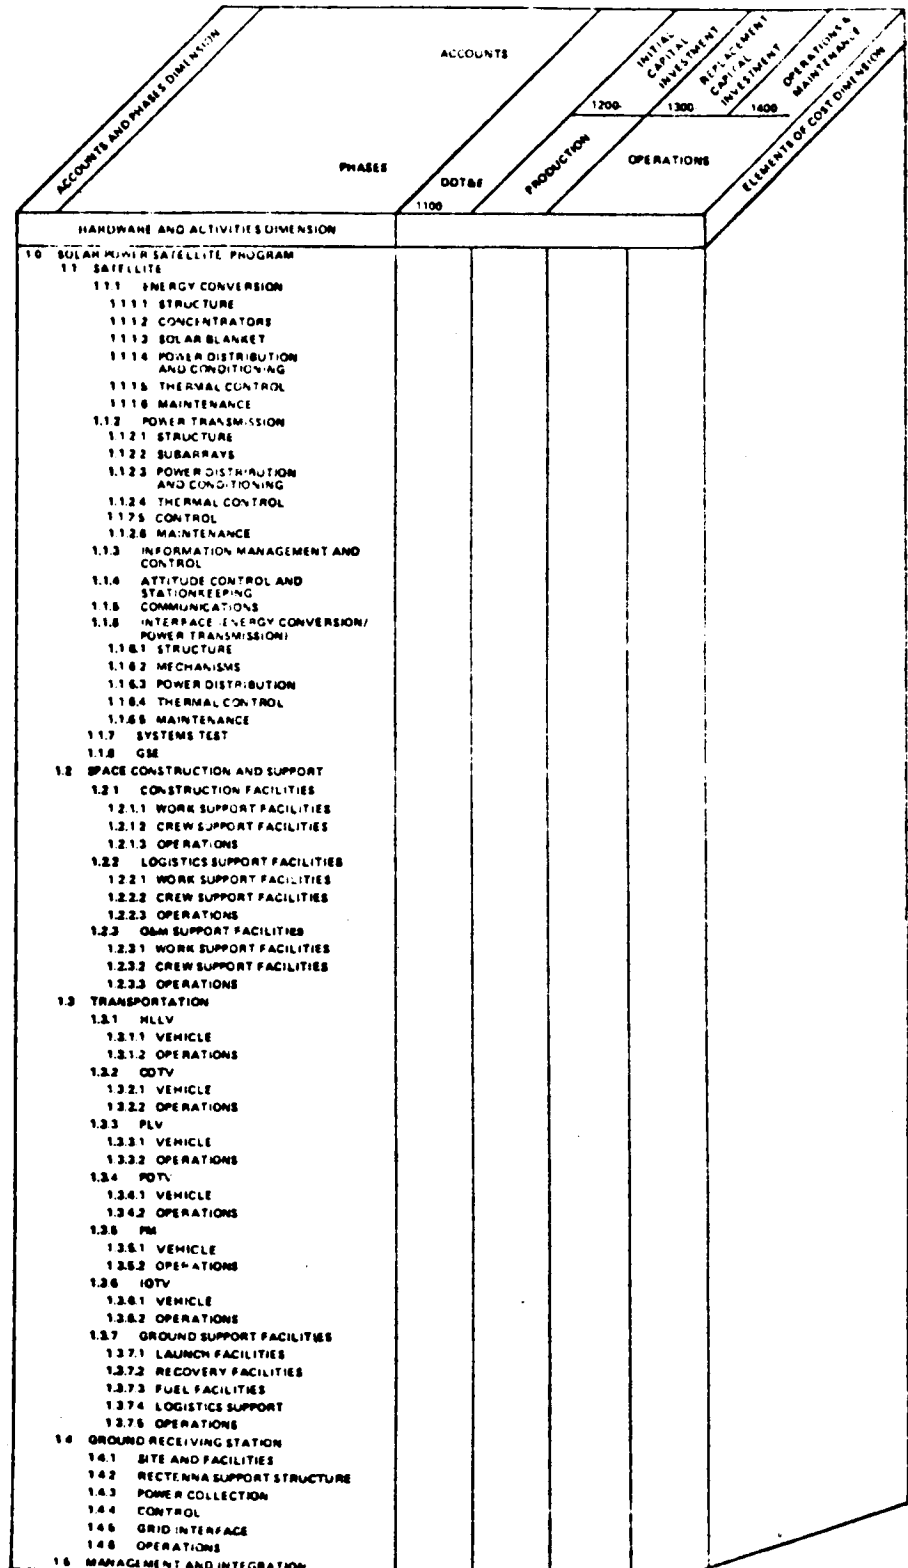 ACCOUNTS AND PHASES DIMENSION
ACCOUNTS
INITIAL CAPITAL INVESTMENT
REPLACEMENT CAPITAL INVESTMENT
OPERATIONS & MAINTENANCE
ELEMENTS OF COST DIMENSION
1200
1300
1400
PHASES
DDT&E
PRODUCTION
OPERATIONS
1100
HARDWARE AND ACTIVITIES DIMENSION
1.0 SOLAR POWER SATELLITE PROGRAM
1.1 SATELLITE
1.1.1 ENERGY CONVERSION
1.1.1.1 STRUCTURE
1.1.1.2 CONCENTRATORS
1.1.1.3 SOLAR BLANKET
1.1.1.4 POWER DISTRIBUTION
AND CONDITIONING
1.1.1.5 THERMAL CONTROL
1.1.1.6 MAINTENANCE
1.1.2 POWER TRANSMISSION
1.1.2.1 STRUCTURE
1.1.2.2 SUBARRAYS
1.1.2.3 POWER DISTRIBUTION
AND CONDITIONING
1.1.2.4 THERMAL CONTROL
1.1.2.5 CONTROL
1.1.2.6 MAINTENANCE
1.1.3 INFORMATION MANAGEMENT AND
CONTROL
1.1.4 ATTITUDE CONTROL AND
STATIONKEEPING
1.1.5 COMMUNICATIONS
1.1.6 INTERFACE (ENERGY CONVERSION/
POWER TRANSMISSION)
1.1.6.1 STRUCTURE
1.1.6.2 MECHANISMS
1.1.6.3 POWER DISTRIBUTION
1.1.6.4 THERMAL CONTROL
1.1.6.5 MAINTENANCE
1.1.7 SYSTEMS TEST
1.1.8 GSE
1.2 SPACE CONSTRUCTION AND SUPPORT
1.2.1 CONSTRUCTION FACILITIES
1.2.1.1 WORK SUPPORT FACILITIES
1.2.1.2 CREW SUPPORT FACILITIES
1.2.1.3 OPERATIONS
1.2.2 LOGISTICS SUPPORT FACILITIES
1.2.2.1 WORK SUPPORT FACILITIES
1.2.2.2 CREW SUPPORT FACILITIES
1.2.2.3 OPERATIONS
1.2.3 O&M SUPPORT FACILITIES
1.2.3.1 WORK SUPPORT FACILITIES
1.2.3.2 CREW SUPPORT FACILITIES
1.2.3.3 OPERATIONS
1.3 TRANSPORTATION
1.3.1 HLLV
1.3.1.1 VEHICLE
1.3.1.2 OPERATIONS
1.3.2 COTV
1.3.2.1 VEHICLE
1.3.2.2 OPERATIONS
1.3.3 PLV
1.3.3.1 VEHICLE
1.3.3.2 OPERATIONS
1.3.4 POTV
1.3.4.1 VEHICLE
1.3.4.2 OPERATIONS
1.3.5 PM
1.3.5.1 VEHICLE
1.3.5.2 OPERATIONS
1.3.6 IOTV
1.3.6.1 VEHICLE
1.3.6.2 OPERATIONS
1.3.7 GROUND SUPPORT FACILITIES
1.3.7.1 LAUNCH FACILITIES
1.3.7.2 RECOVERY FACILITIES
1.3.7.3 FUEL FACILITIES
1.3.7.4 LOGISTICS SUPPORT
1.3.7.5 OPERATIONS
1.4 GROUND RECEIVING STATION
1.4.1 SITE AND FACILITIES
1.4.2 RECTENNA SUPPORT STRUCTURE
1.4.3 POWER COLLECTION
1.4.4 CONTROL
1.4.5 GRID INTERFACE
1.4.6 OPERATIONS
1.5 MANAGEMENT AND INTEGRATION